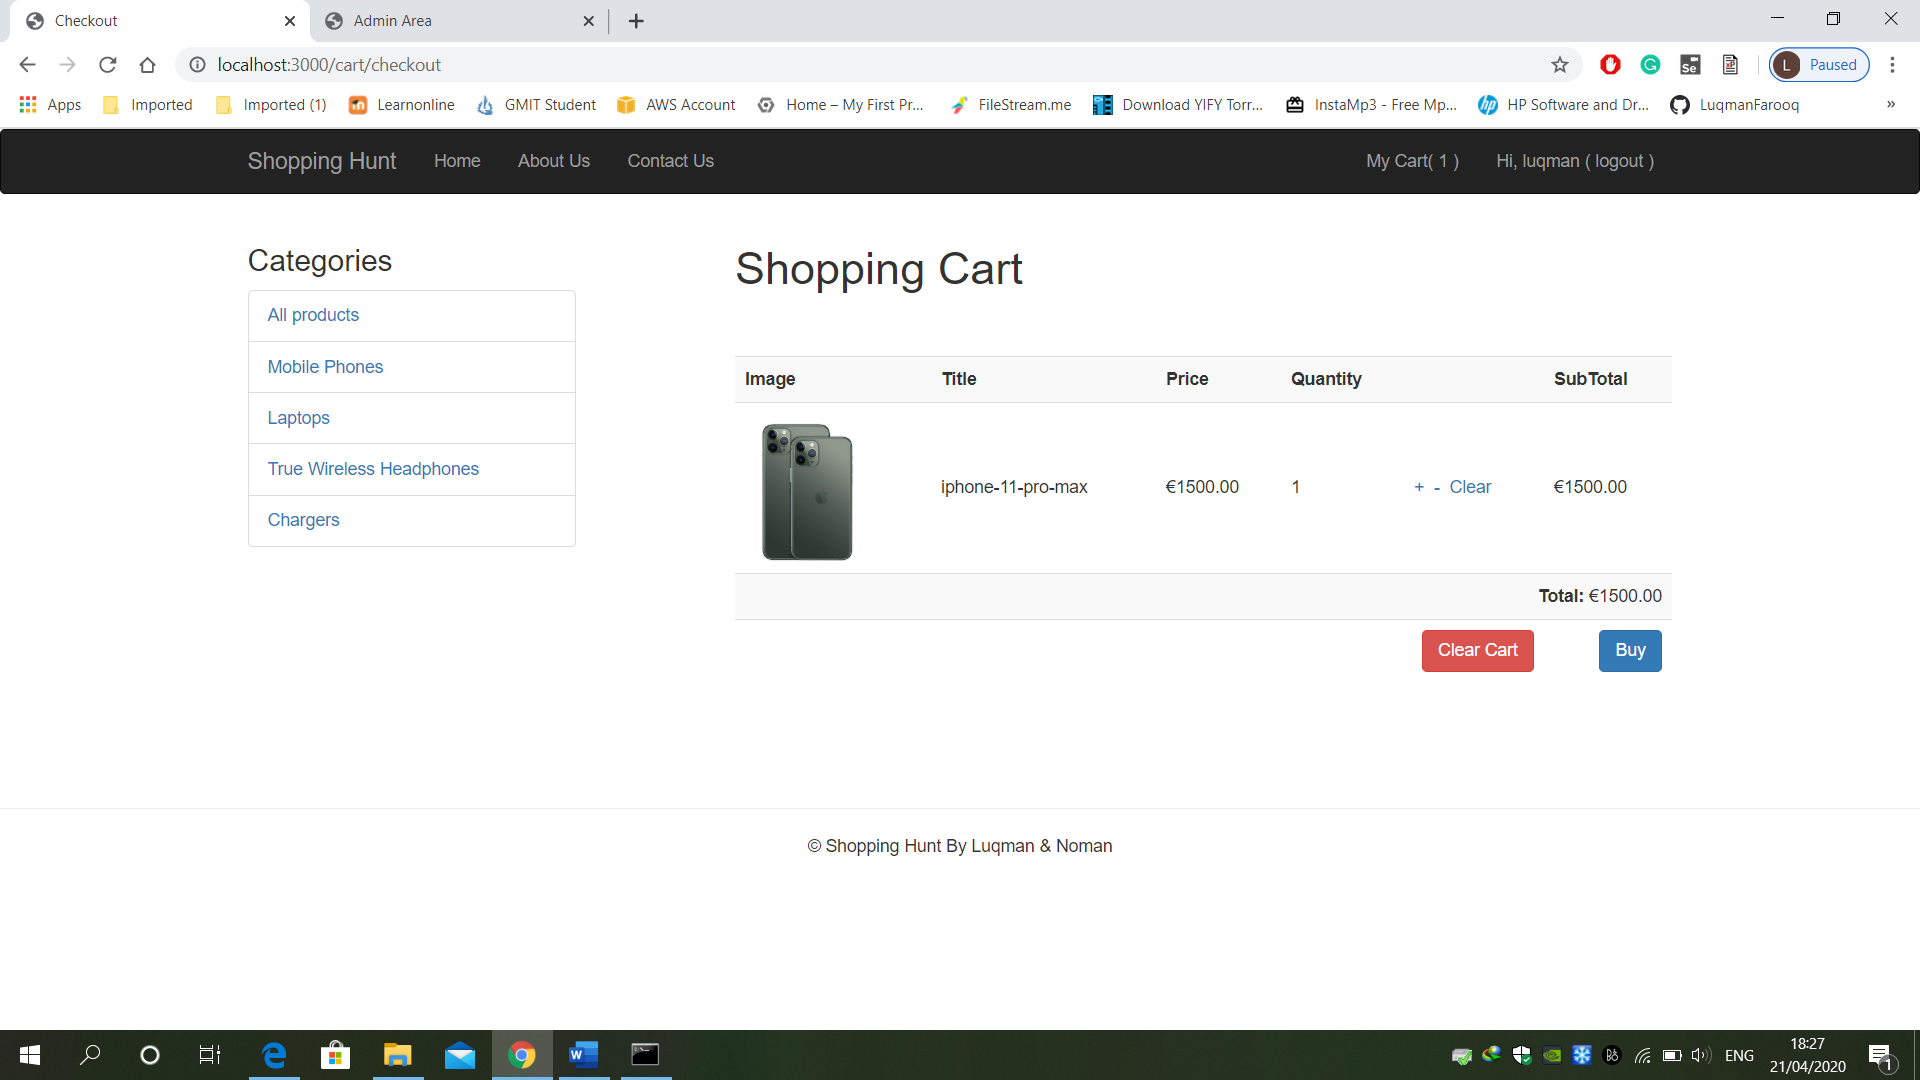 Checkout
Admin Area
localhost:3000/cart/checkout
L Paused
Apps Imported Imported (1) Learnonline GMIT Student AWS Account Home – My First Pr... FileStream.me Download YIFY Torr... InstaMp3 - Free Mp... HP Software and Dr... LuqmanFarooq »
Shopping Hunt Home About Us Contact Us My Cart( 1 ) Hi, luqman ( logout )
Categories
All products
Mobile Phones
Laptops
True Wireless Headphones
Chargers
Shopping Cart
Image Title Price Quantity SubTotal
iphone-11-pro-max €1500.00 1 + - Clear €1500.00
Total: €1500.00
Clear Cart Buy
© Shopping Hunt By Luqman & Noman
ENG
18:27
21/04/2020
1